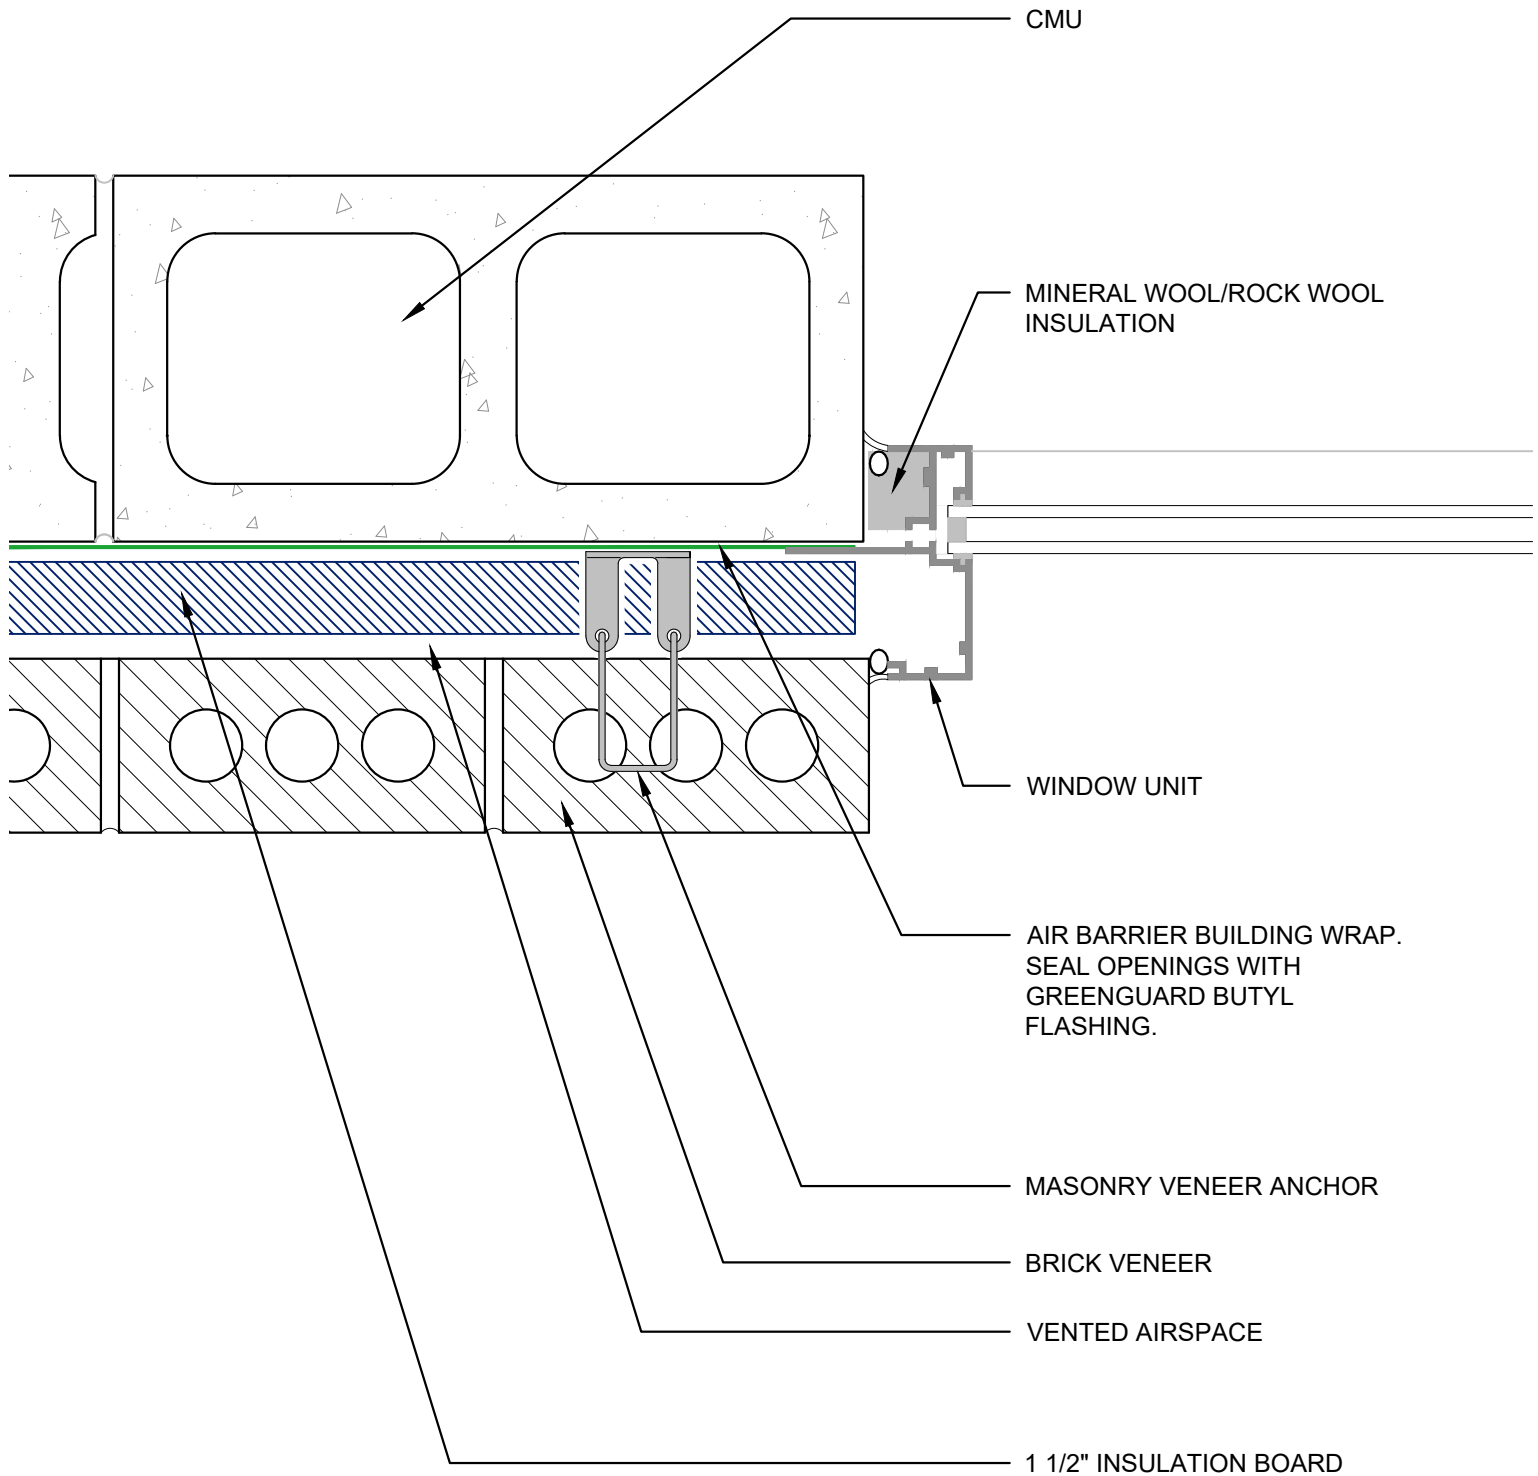 CMU
MINERAL WOOL/ROCK WOOL
INSULATION
WINDOW UNIT
AIR BARRIER BUILDING WRAP.
SEAL OPENINGS WITH
GREENGUARD BUTYL
FLASHING.
MASONRY VENEER ANCHOR
BRICK VENEER
VENTED AIRSPACE
1 1/2" INSULATION BOARD